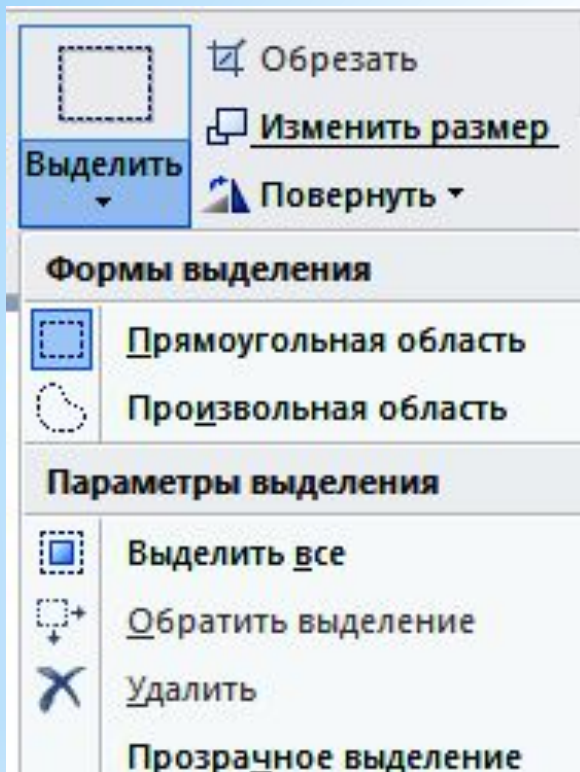 Обрезать
Изменить размер
Выделить
Повернуть
Формы выделения
Прямоугольная область
Произвольная область
Параметры выделения
Выделить все
Обратить выделение
Удалить
Прозрачное выделение